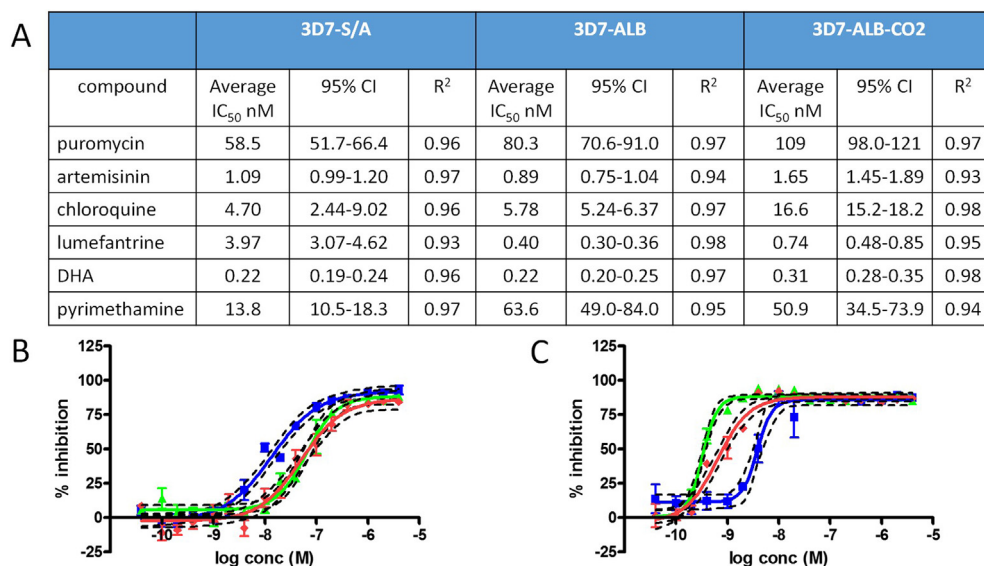 A
3D7-S/A 3D7-ALB 3D7-ALB-CO2
compound Average IC50 nM 95% CI R² Average IC50 nM 95% CI R² Average IC50 nM 95% CI R²
puromycin 58.5 51.7-66.4 0.96 80.3 70.6-91.0 0.97 109 98.0-121 0.97
artemisinin 1.09 0.99-1.20 0.97 0.89 0.75-1.04 0.94 1.65 1.45-1.89 0.93
chloroquine 4.70 2.44-9.02 0.96 5.78 5.24-6.37 0.97 16.6 15.2-18.2 0.98
lumefantrine 3.97 3.07-4.62 0.93 0.40 0.30-0.36 0.98 0.74 0.48-0.85 0.95
DHA 0.22 0.19-0.24 0.96 0.22 0.20-0.25 0.97 0.31 0.28-0.35 0.98
pyrimethamine 13.8 10.5-18.3 0.97 63.6 49.0-84.0 0.95 50.9 34.5-73.9 0.94
B
% inhibition
125
100
75
50
25
0
-25
-10 -9 -8 -7 -6 -5
log conc (M)
C
% inhibition
125
100
75
50
25
0
-25
-10 -9 -8 -7 -6 -5
log conc (M)